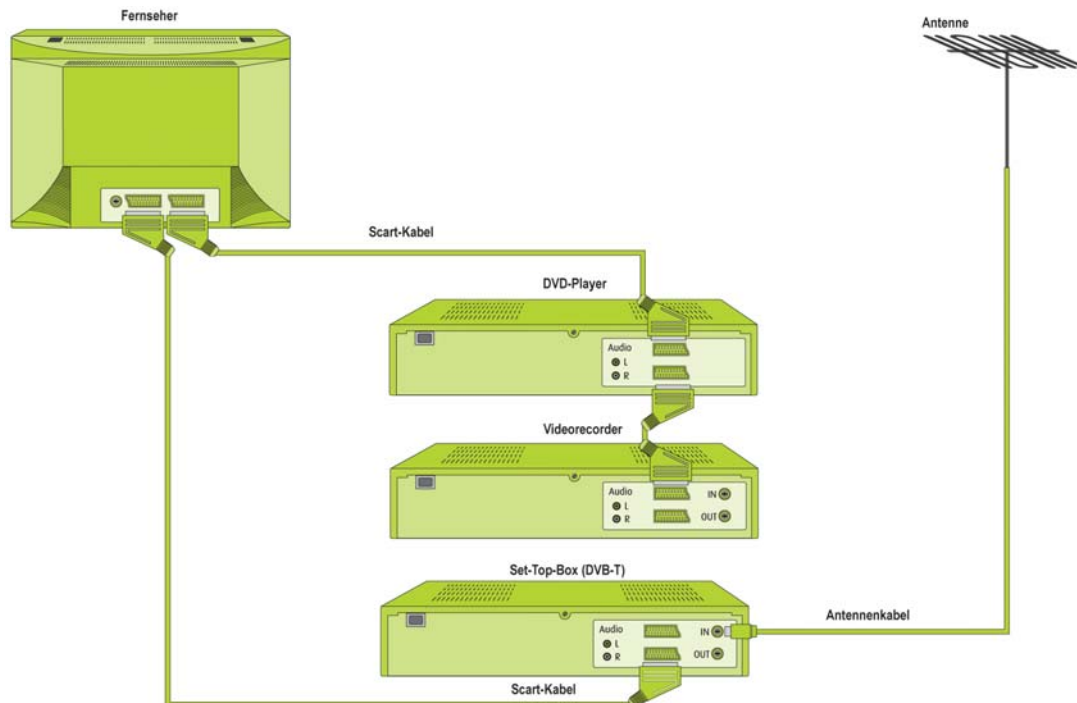 Fernseher
Antenne
Scart-Kabel
DVD-Player
Audio
L
R
Videorecorder
Audio
L
R
IN
OUT
Set-Top-Box (DVB-T)
Audio
L
R
IN
OUT
Antennenkabel
Scart-Kabel